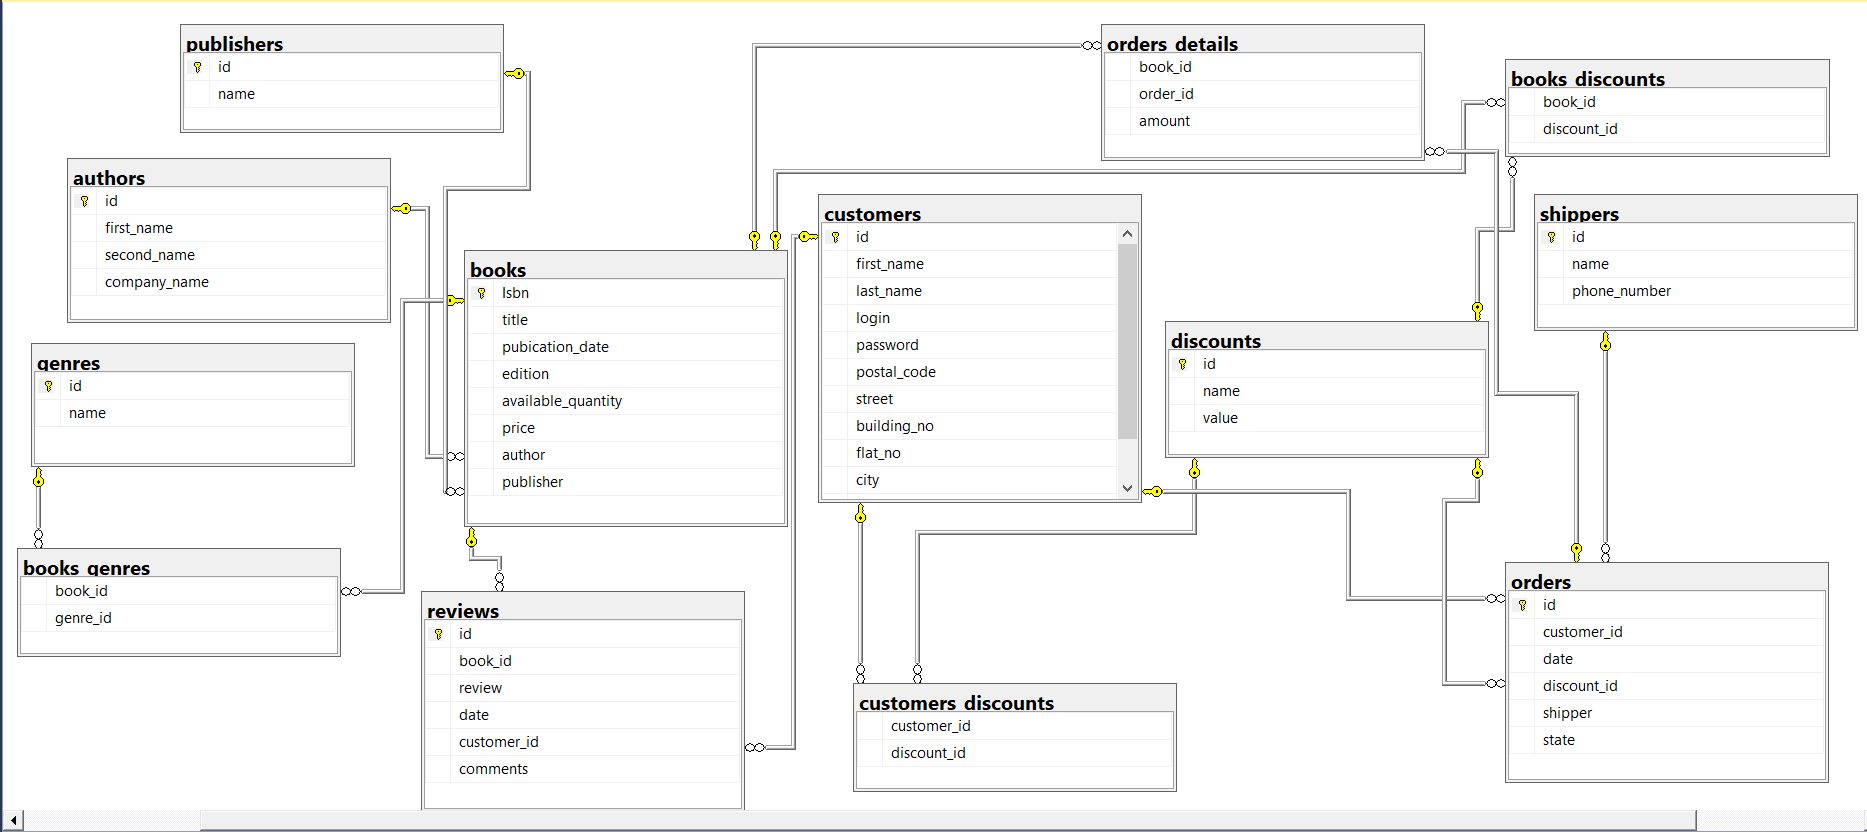 publishers
id
name
authors
id
first_name
second_name
company_name
genres
id
name
books_genres
book_id
genre_id
books
Isbn
title
pubication_date
edition
available_quantity
price
author
publisher
reviews
id
book_id
review
date
customer_id
comments
customers
id
first_name
last_name
login
password
postal_code
street
building_no
flat_no
city
customers_discounts
customer_id
discount_id
orders_details
book_id
order_id
amount
discounts
id
name
value
books_discounts
book_id
discount_id
shippers
id
name
phone_number
orders
id
customer_id
date
discount_id
shipper
state